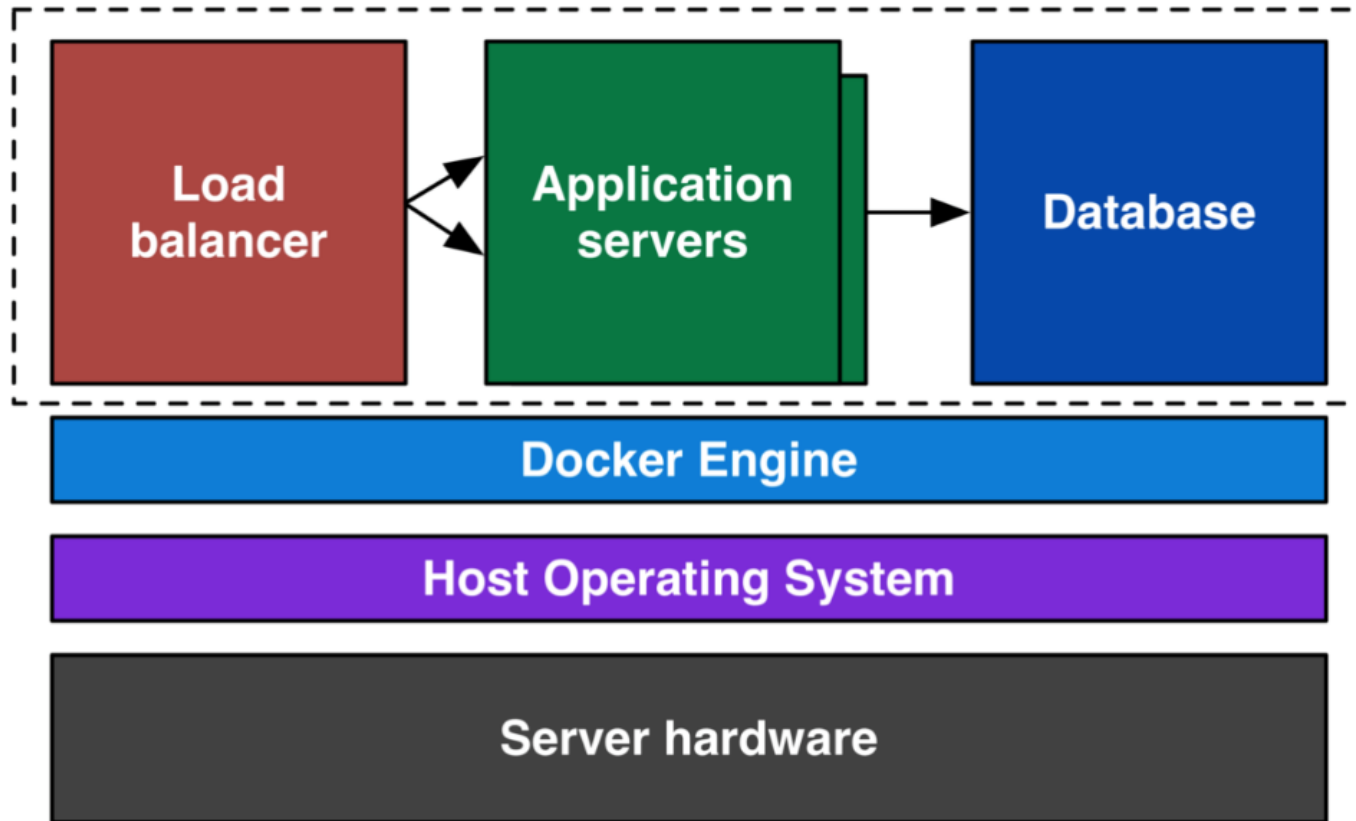 Load
balancer
Application
servers
Database
Docker Engine
Host Operating System
Server hardware